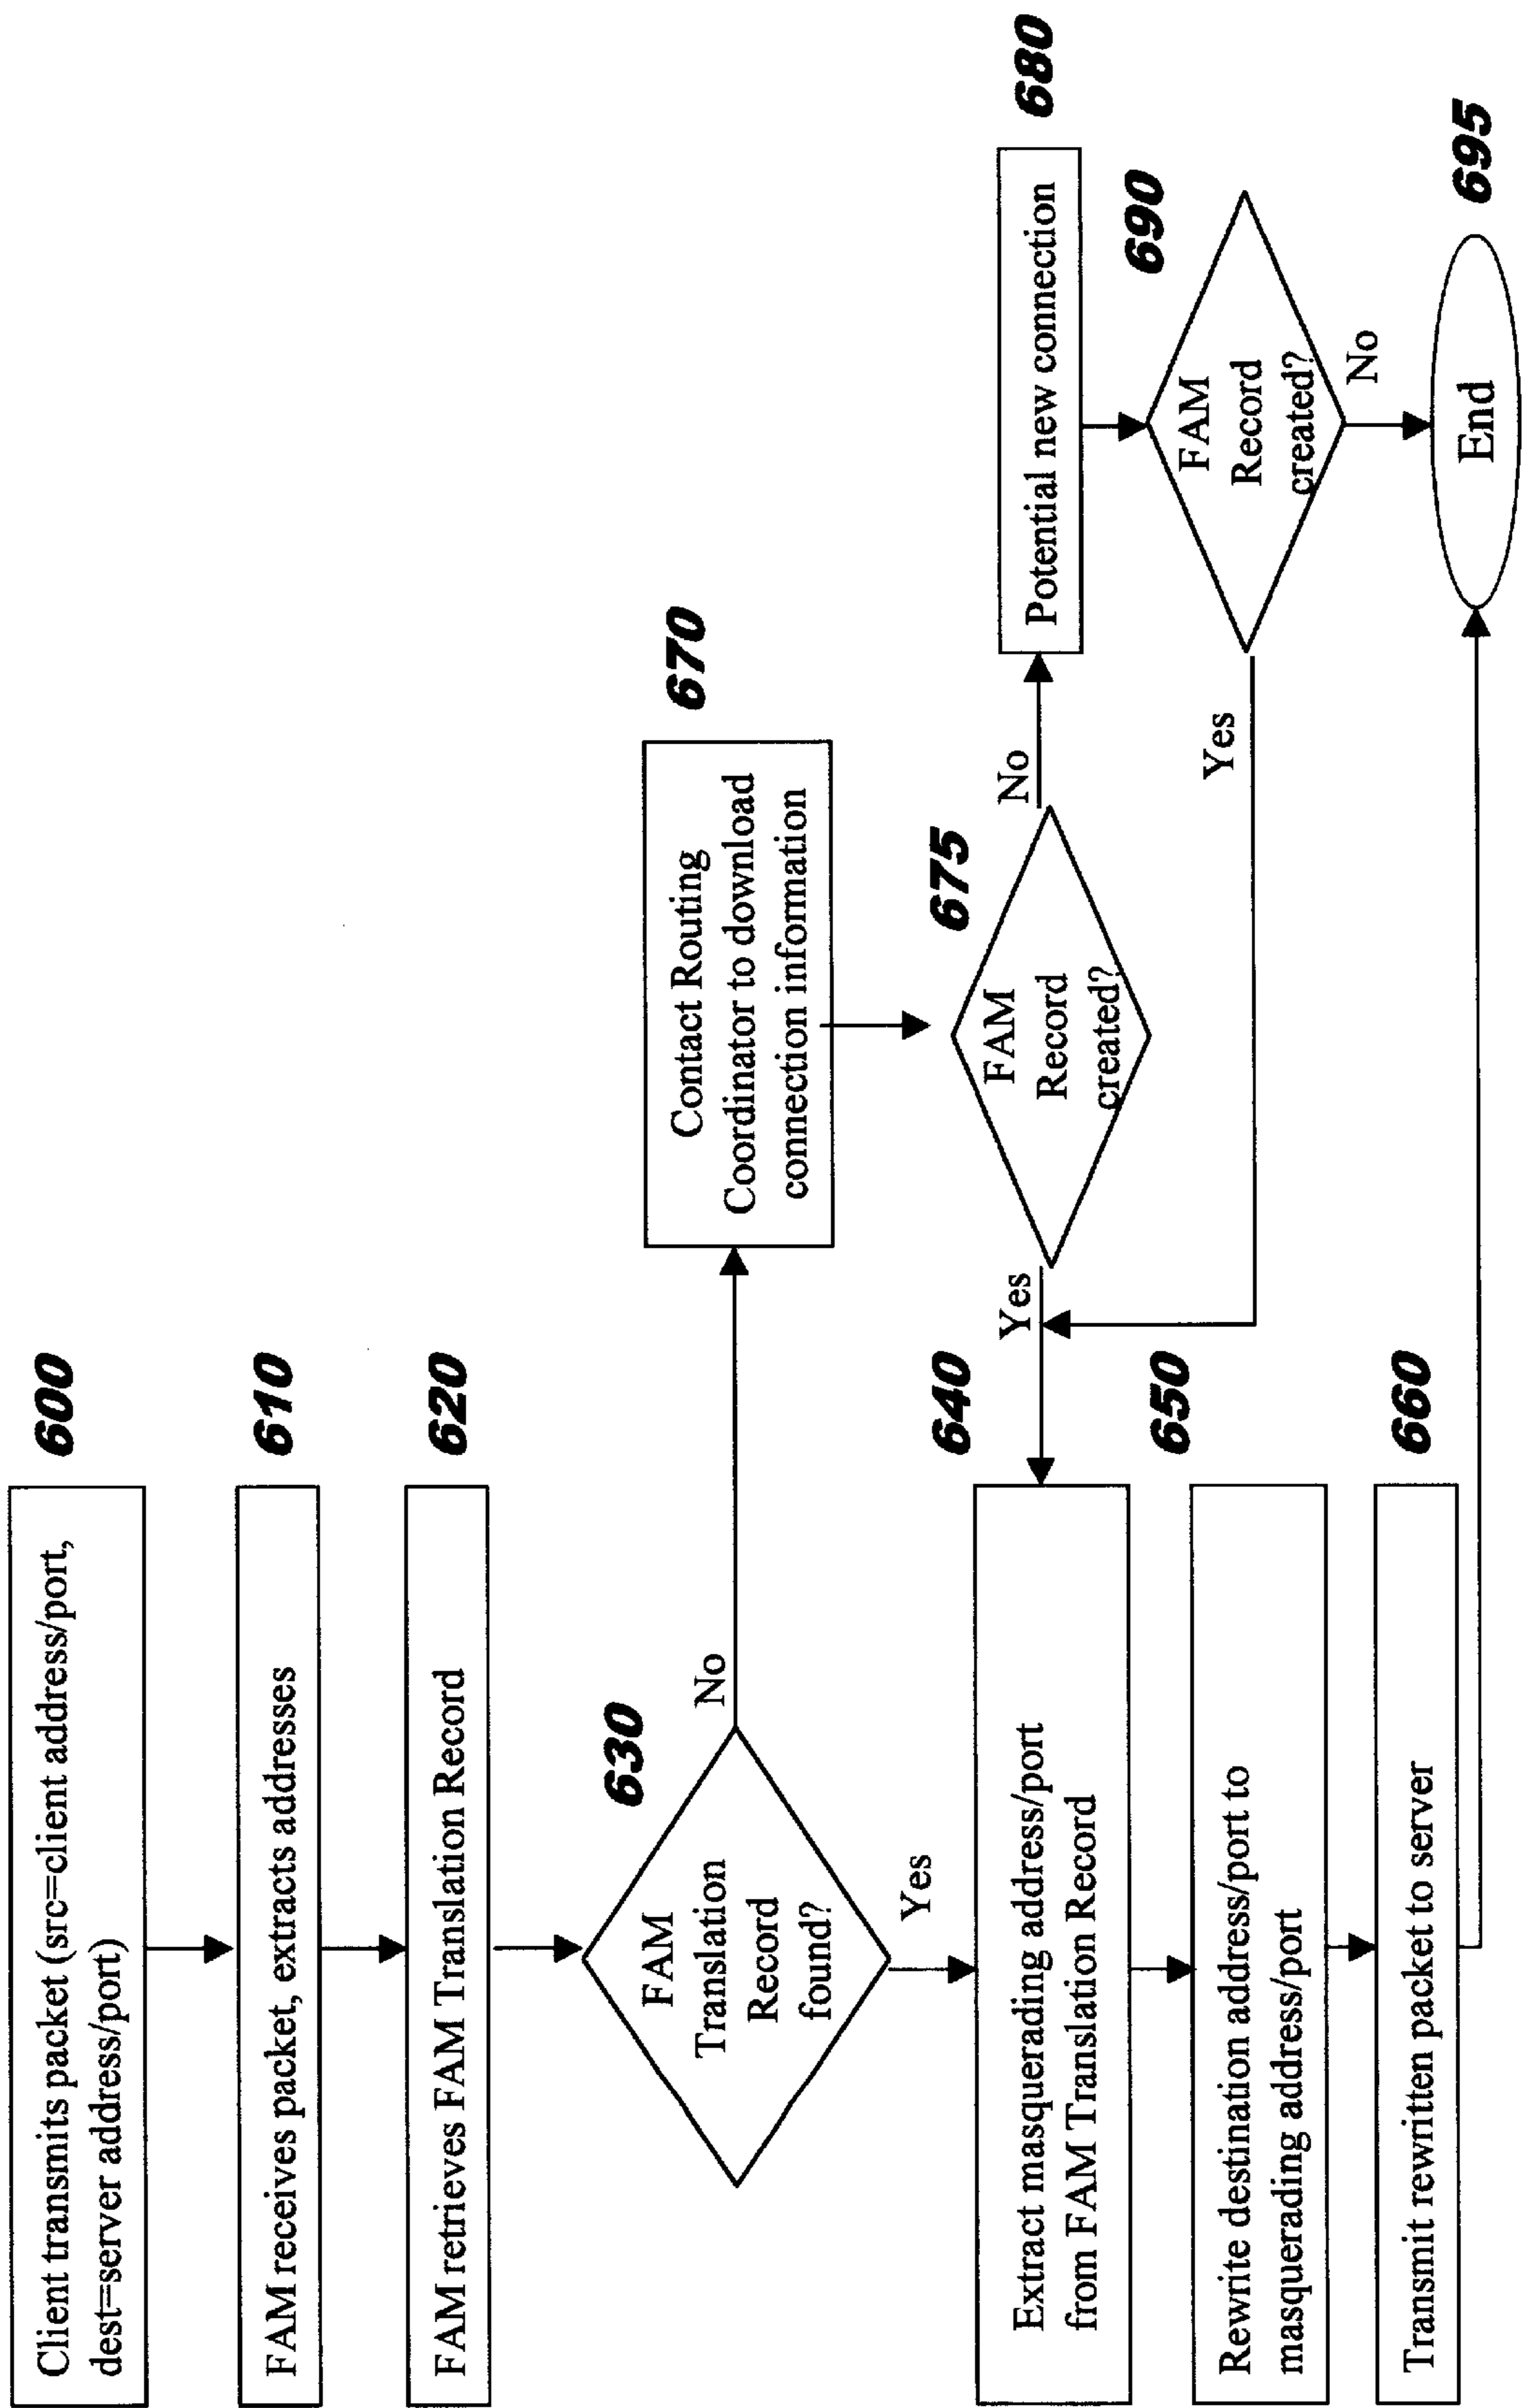 Client transmits packet (src=client address/port,
dest=server address/port)
600
FAM receives packet, extracts addresses
610
FAM retrieves FAM Translation Record
620
FAM
Translation
Record
found?
630
No
Yes
Contact Routing
Coordinator to download
connection information
670
FAM
Record
created?
675
No
Yes
Potential new connection
680
FAM
Record
created?
690
Yes
No
Extract masquerading address/port
from FAM Translation Record
640
Rewrite destination address/port to
masquerading address/port
650
Transmit rewritten packet to server
660
End
695